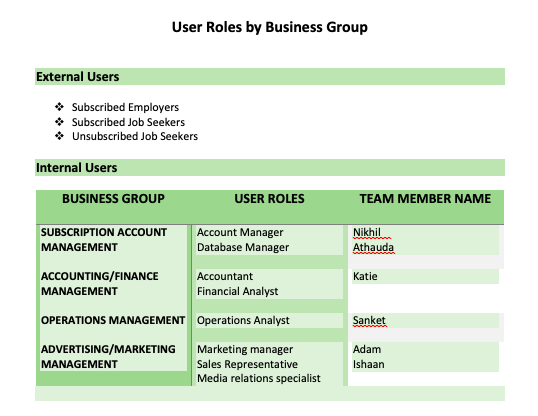 User Roles by Business Group
External Users
❖ Subscribed Employers
❖ Subscribed Job Seekers
❖ Unsubscribed Job Seekers
Internal Users
BUSINESS GROUP USER ROLES TEAM MEMBER NAME
SUBSCRIPTION ACCOUNT Account Manager Nikhil
MANAGEMENT Database Manager Athauda
ACCOUNTING/FINANCE Accountant Katie
MANAGEMENT Financial Analyst
OPERATIONS MANAGEMENT Operations Analyst Sanket
ADVERTISING/MARKETING Marketing manager Adam
MANAGEMENT Sales Representative Ishaan
Media relations specialist